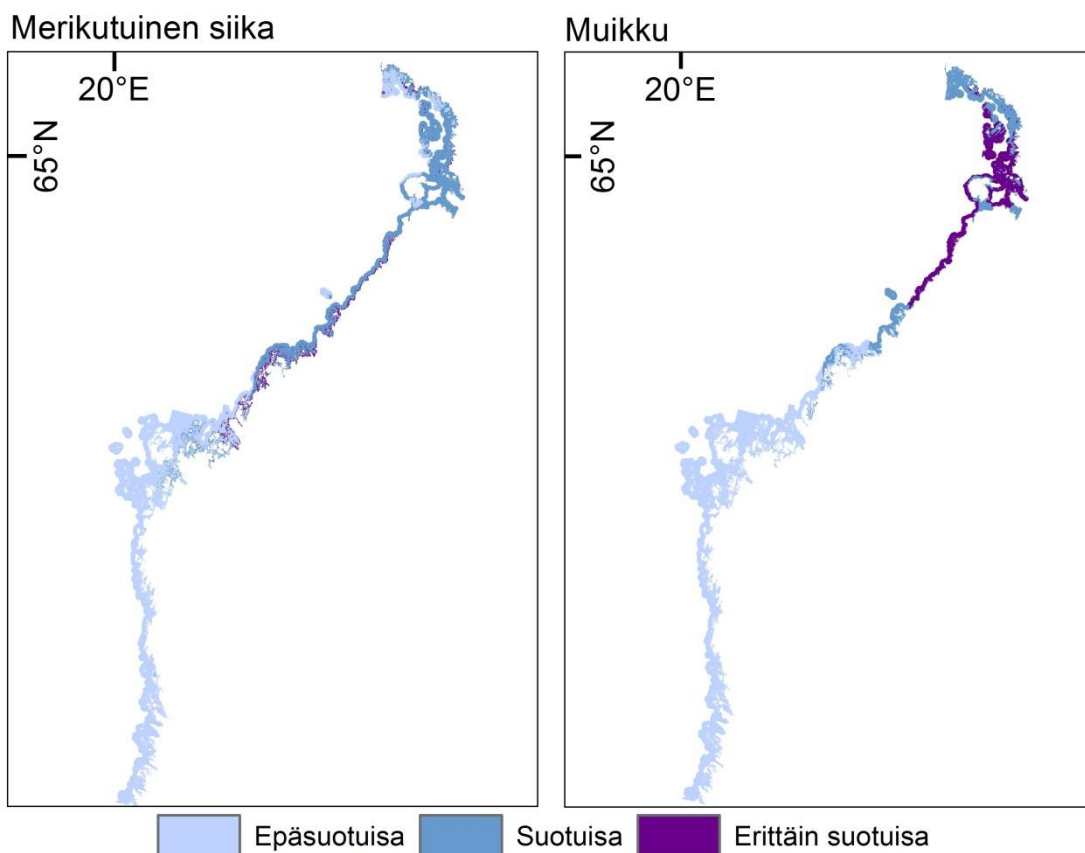 Merikutuinen siika
20°E
65°N
Muikku
20°E
65°N
Epäsuotuisa
Suotuisa
Erittäin suotuisa